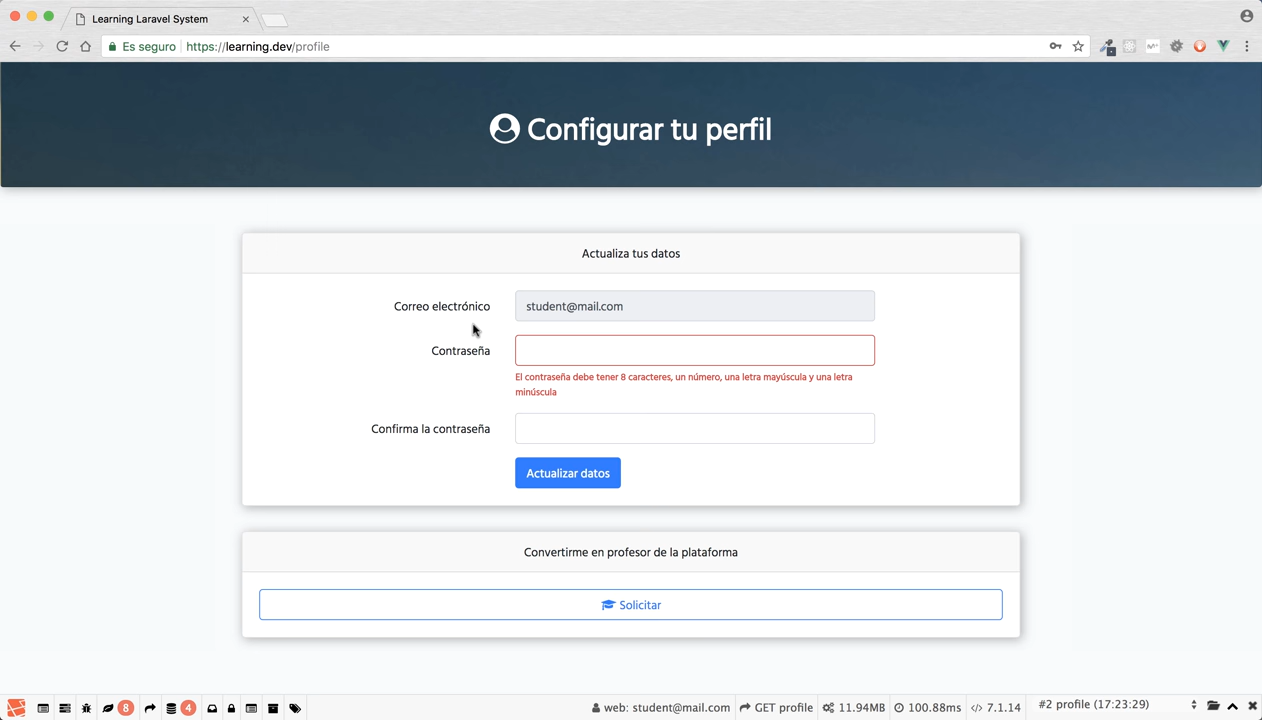 Learning Laravel System
Es seguro https://learning.dev/profile
Configurar tu perfil
Actualiza tus datos
Correo electrónico student@mail.com
Contraseña
El contraseña debe tener 8 caracteres, un número, una letra mayúscula y una letra
minúscula
Confirma la contraseña
Actualizar datos
Convertirme en profesor de la plataforma
Solicitar
8 4 web: student@mail.com GET profile 11.94MB 100.88ms 7.1.14 #2 profile (17:23:29)